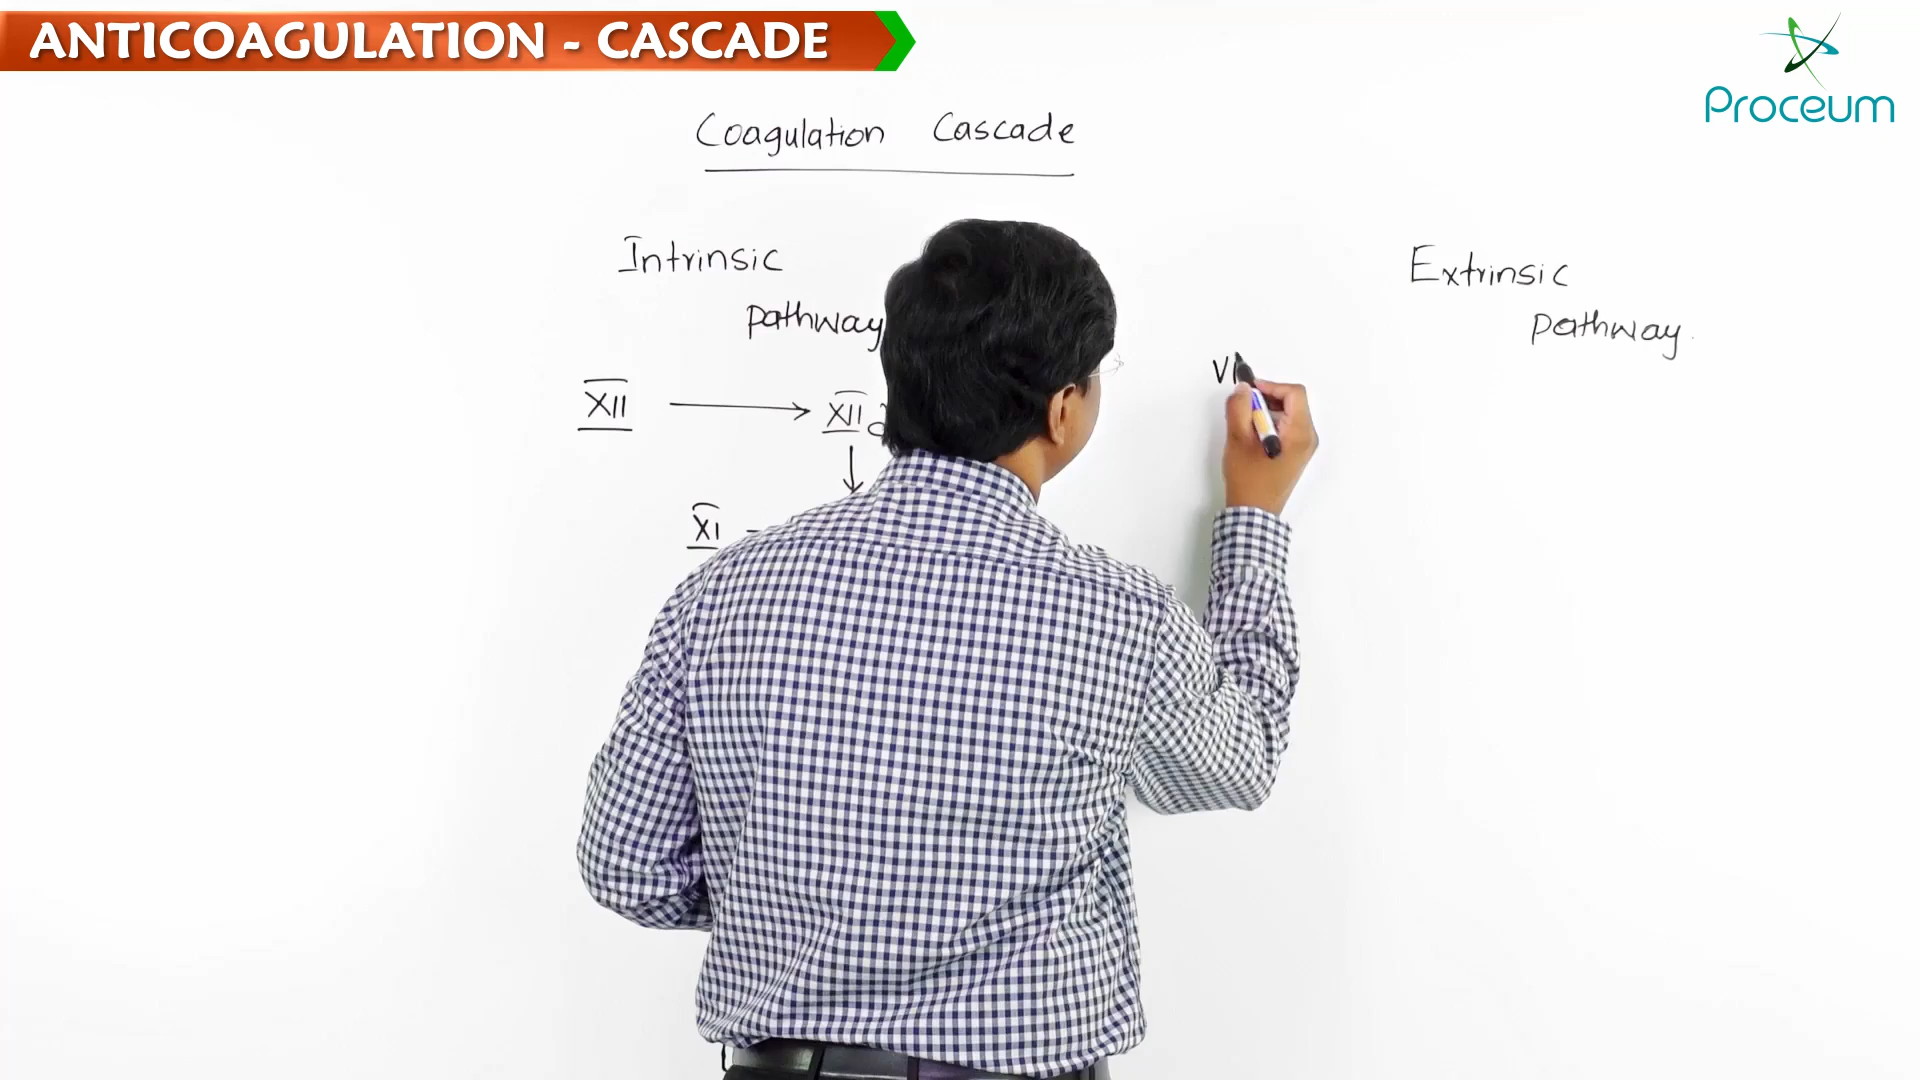 ANTICOAGULATION - CASCADE
Proceum
Coagulation Cascade
Intrinsic
pathway
Extrinsic
pathway.
XII → XII
XI